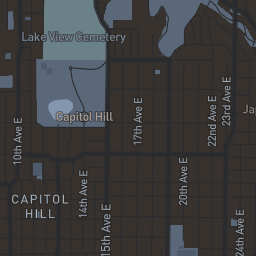 Lake View Cemetery
Capitol Hill
10th Ave E
14th Ave E
15th Ave E
17th Ave E
20th Ave E
22nd Ave E
23rd Ave E
24th Ave E
CAPITOL
HILL